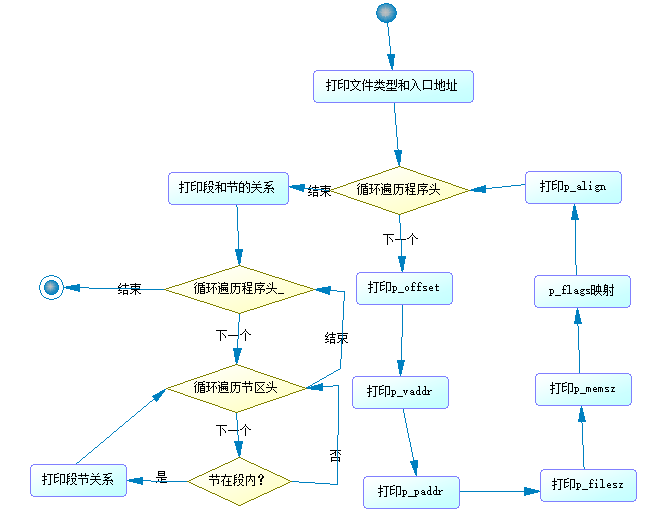 打印文件类型和入口地址
打印段和节的关系
结束
循环遍历程序头
打印p_align
下一个
结束
循环遍历程序头_
打印p_offset
p_flags映射
下一个
结束
循环遍历节区头
打印p_vaddr
打印p_memsz
下一个
否
打印段节关系
是
节在段内?
打印p_paddr
打印p_filesz